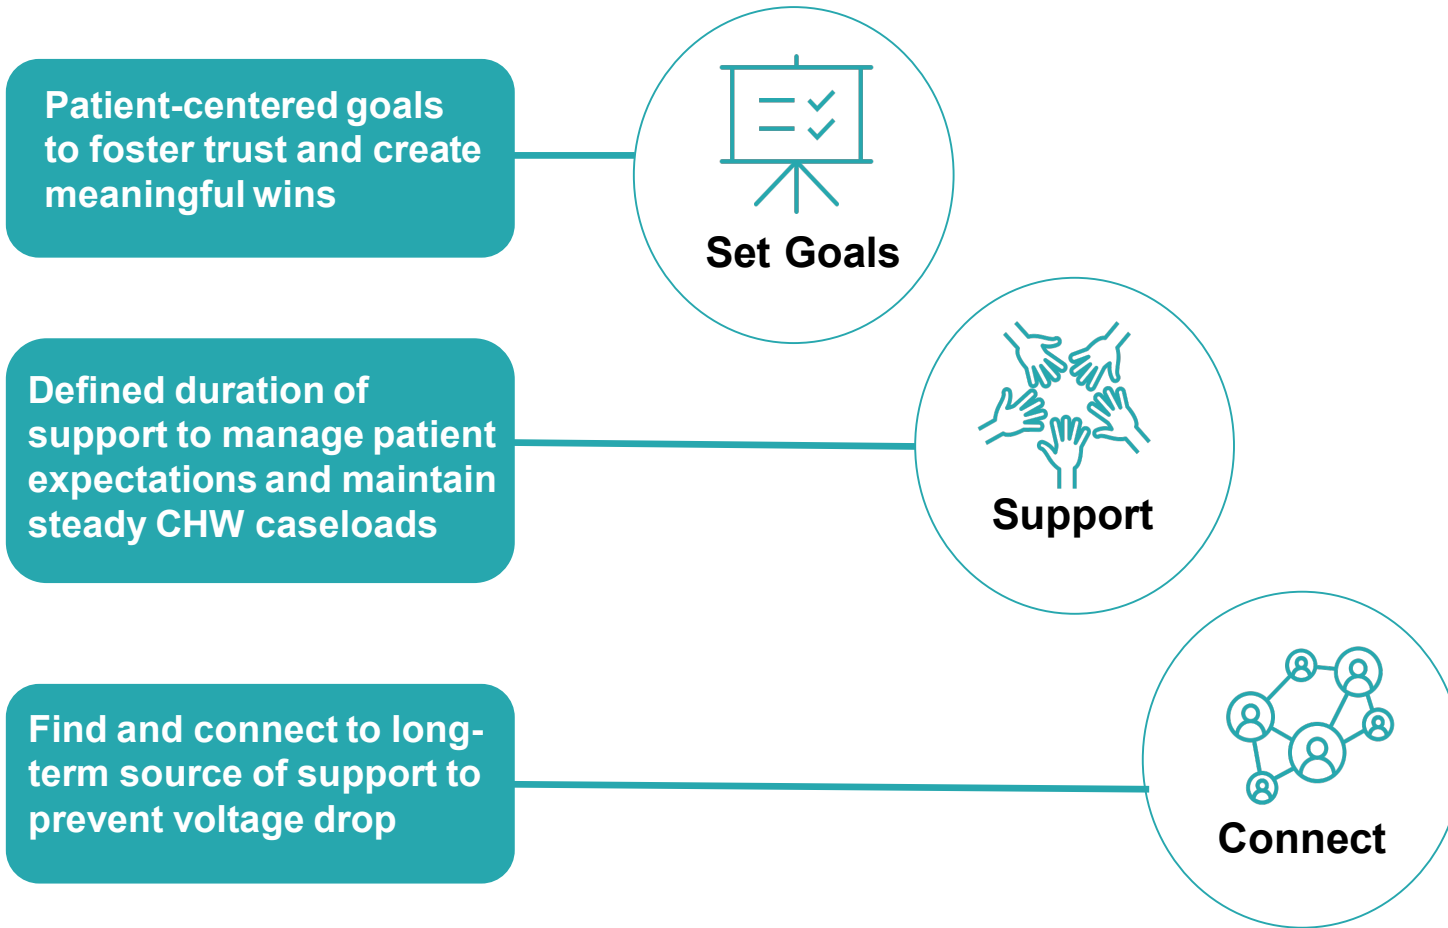 Patient-centered goals
to foster trust and create
meaningful wins
Set Goals
Defined duration of
support to manage patient
expectations and maintain
steady CHW caseloads
Support
Find and connect to long-
term source of support to
prevent voltage drop
Connect